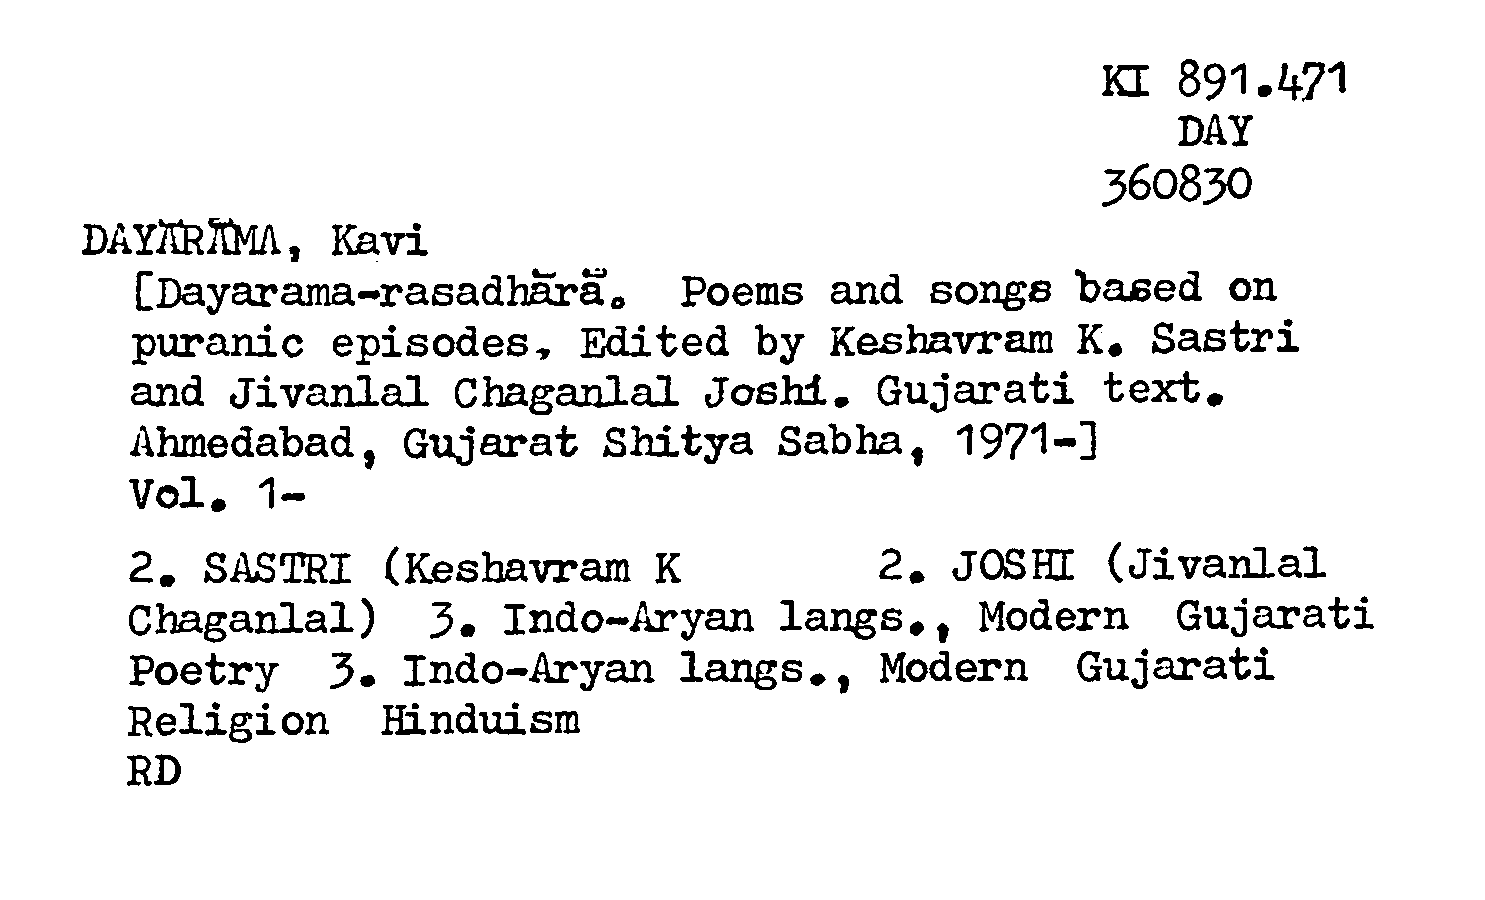 KI 891.471
DAY
360830
DAYĀRĀMA, Kavi
[Dayarama-rasadhārā. Poems and songs based on
puranic episodes. Edited by Keshavram K. Sastri
and Jivanlal Chaganlal Joshi. Gujarati text.
Ahmedabad, Gujarat Shitya Sabha, 1971-]
Vol. 1-
2. SASTRI (Keshavram K 2. JOSHI (Jivanlal
Chaganlal) 3. Indo-Aryan langs., Modern Gujarati
Poetry 3. Indo-Aryan langs., Modern Gujarati
Religion Hinduism
RD